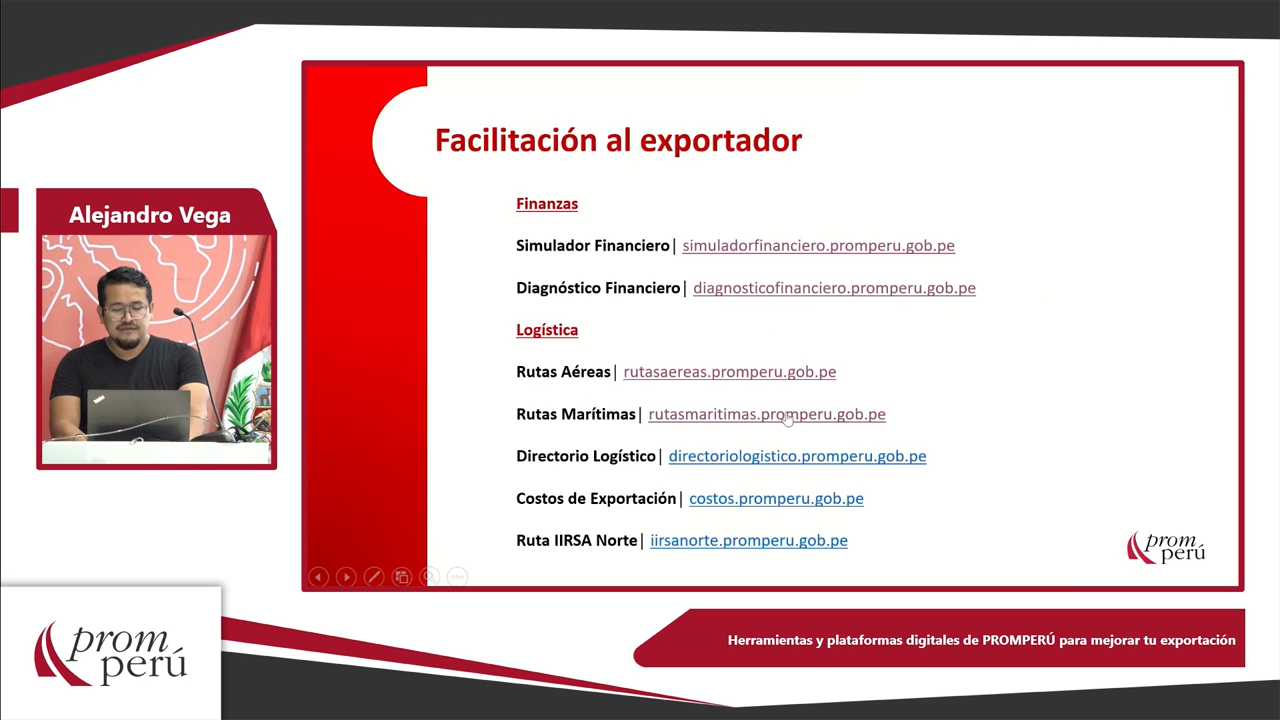 Alejandro Vega
Facilitación al exportador
Finanzas
Simulador Financiero| simuladorfinanciero.promperu.gob.pe
Diagnóstico Financiero| diagnosticofinanciero.promperu.gob.pe
Logística
Rutas Aéreas| rutasaereas.promperu.gob.pe
Rutas Marítimas| rutasmaritimas.promperu.gob.pe
Directorio Logístico| directoriologistico.promperu.gob.pe
Costos de Exportación| costos.promperu.gob.pe
Ruta IIRSA Norte| iirsanorte.promperu.gob.pe
prom
perú
prom
perú
Herramientas y plataformas digitales de PROMPERÚ para mejorar tu exportación